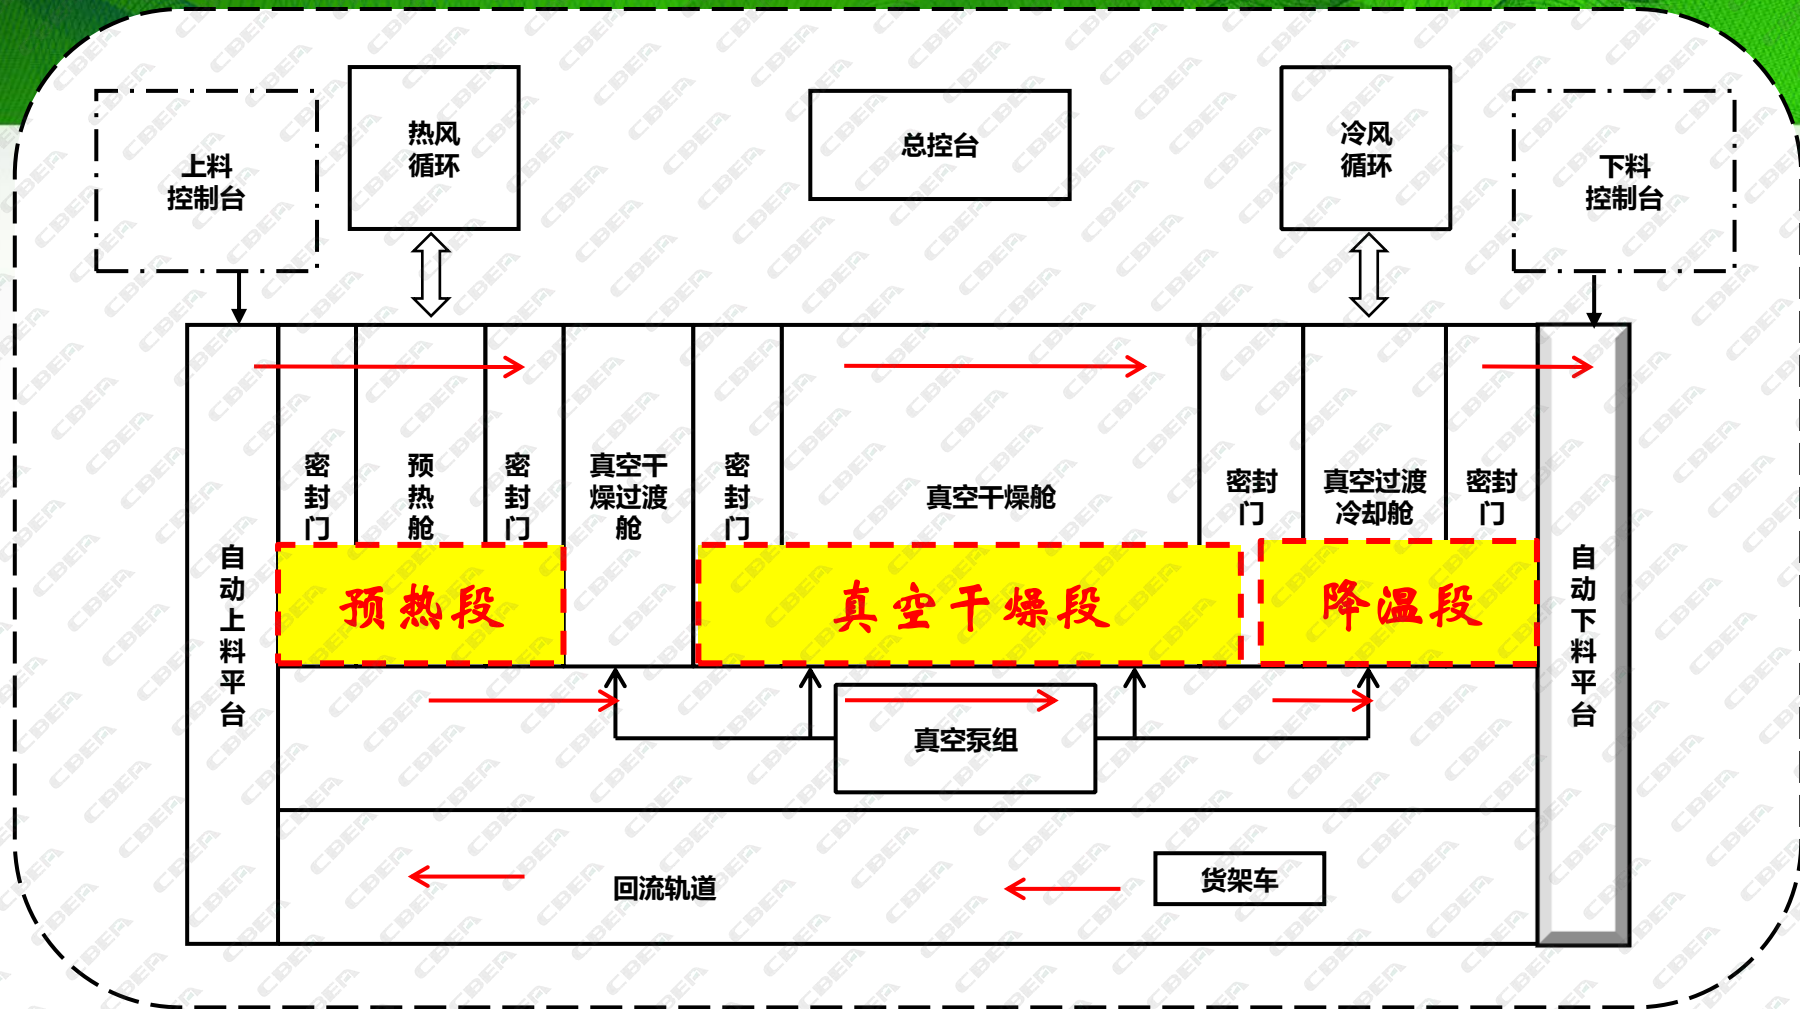 上料
控制台
热风
循环
总控台
冷风
循环
下料
控制台
密
封
门
预
热
舱
密
封
门
真空干
燥过渡
舱
密
封
门
真空干燥舱
密封
门
真空过渡
冷却舱
密封
门
自
动
上
料
平
台
预热段
真空干燥段
降温段
自
动
下
料
平
台
真空泵组
回流轨道
货架车
CBEA